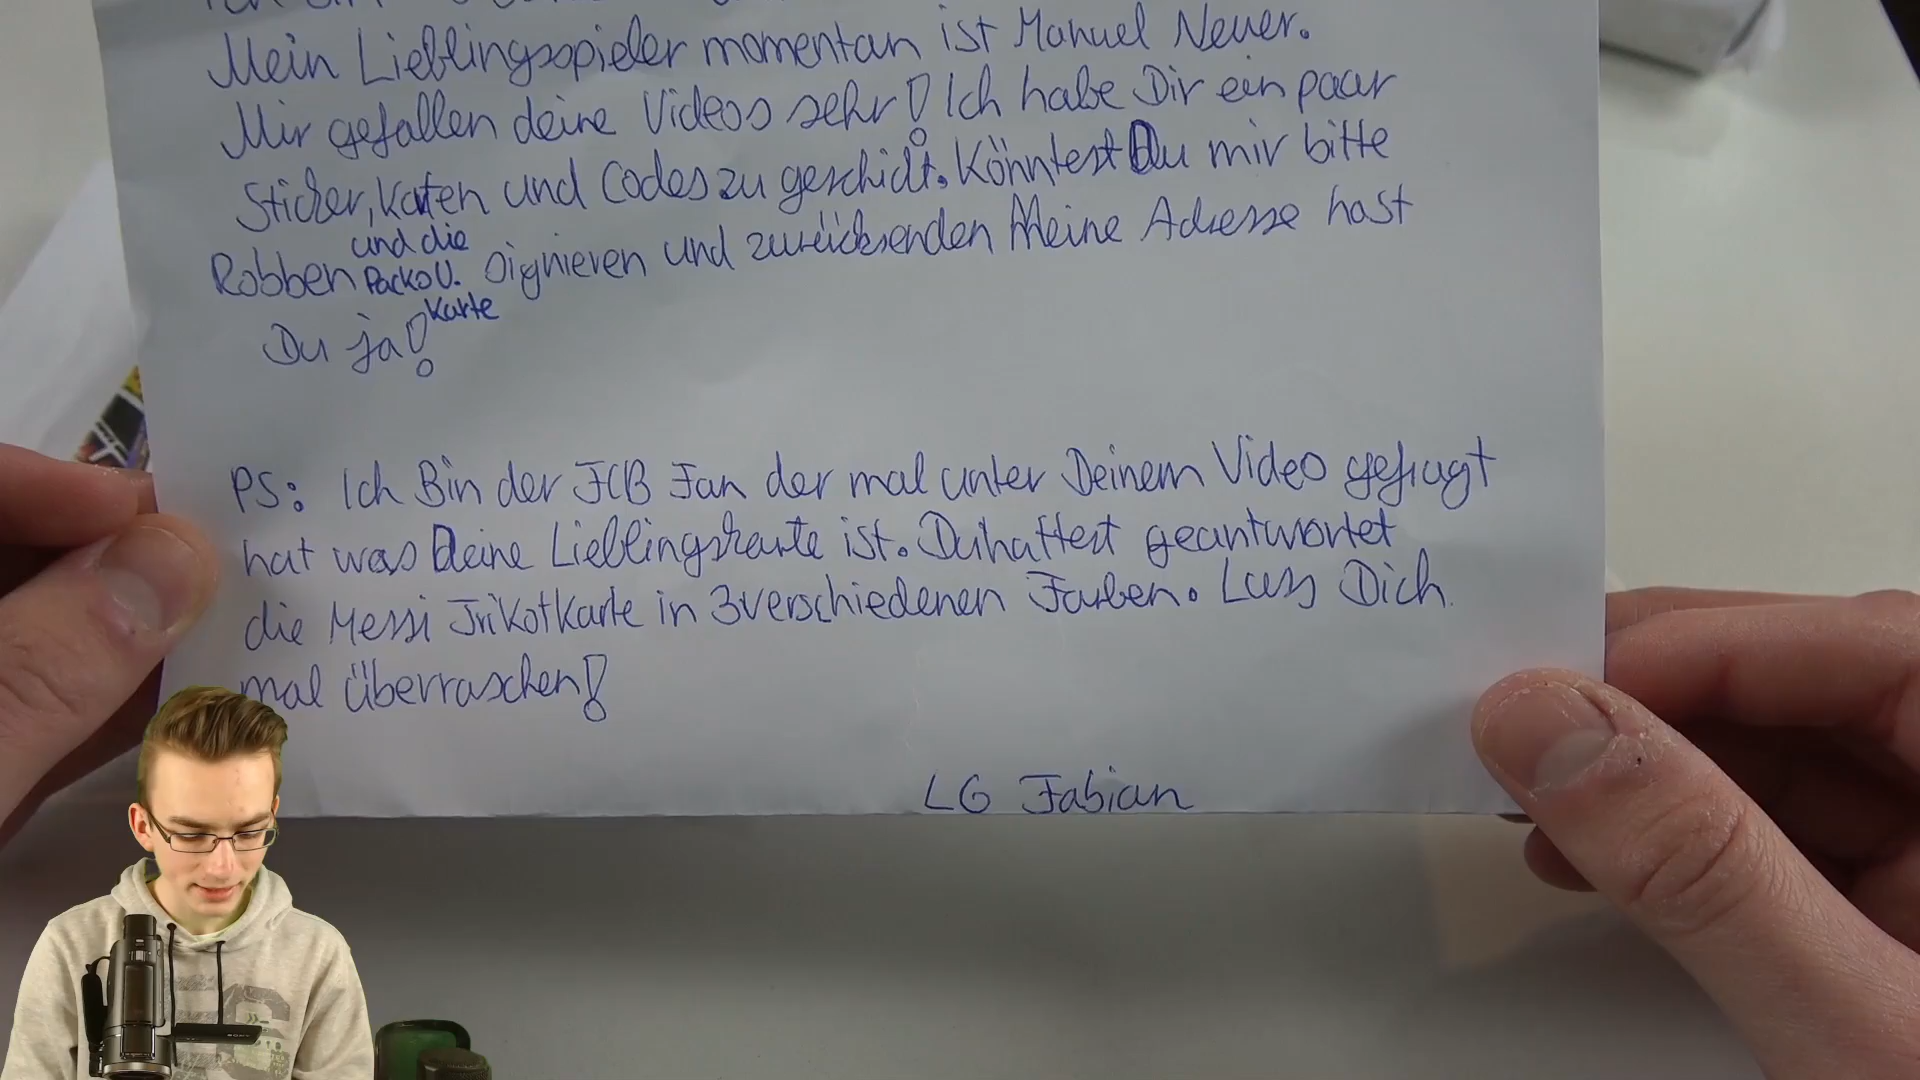 Mein Lieblingsspieler momentan ist Manuel Neuer.
Mir gefallen deine Videos sehr! Ich habe Dir ein paar
Sticker, Karten und Codes zu geschickt. Könntest Du mir bitte
Robben und die Packo U. Karte signieren und zurücksenden Meine Adresse hast
Du ja!
PS: Ich Bin der FCB Fan der mal unter Deinem Video gefragt
hat was Deine Lieblingskarte ist. Du hattest geantwortet
die Messi TriKotKarte in 3 verschiedenen Farben. Lass Dich
mal überraschen!
LG Fabian